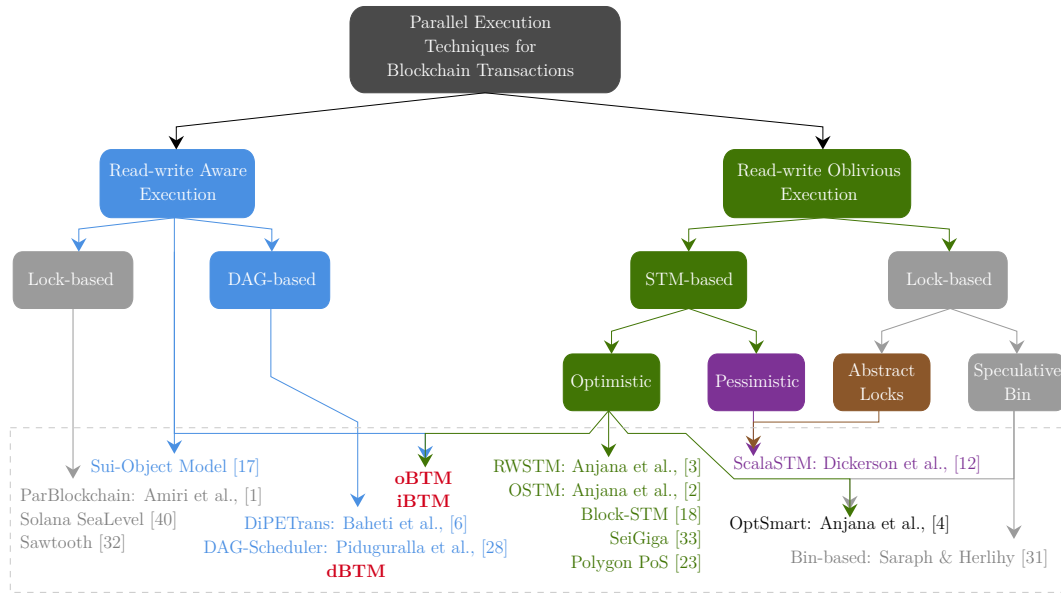 Parallel Execution
Techniques for
Blockchain Transactions
Read-write Aware
Execution
Read-write Oblivious
Execution
Lock-based
DAG-based
STM-based
Lock-based
Optimistic
Pessimistic
Abstract
Locks
Speculative
Bin
Sui-Object Model [17]
ParBlockchain: Amiri et al., [1]
Solana SeaLevel [40]
Sawtooth [32]
oBTM
iBTM
DiPETrans: Baheti et al., [6]
DAG-Scheduler: Piduguralla et al., [28]
dBTM
RWSTM: Anjana et al., [3]
OSTM: Anjana et al., [2]
Block-STM [18]
SeiGiga [33]
Polygon PoS [23]
ScalaSTM: Dickerson et al., [12]
OptSmart: Anjana et al., [4]
Bin-based: Saraph & Herlihy [31]